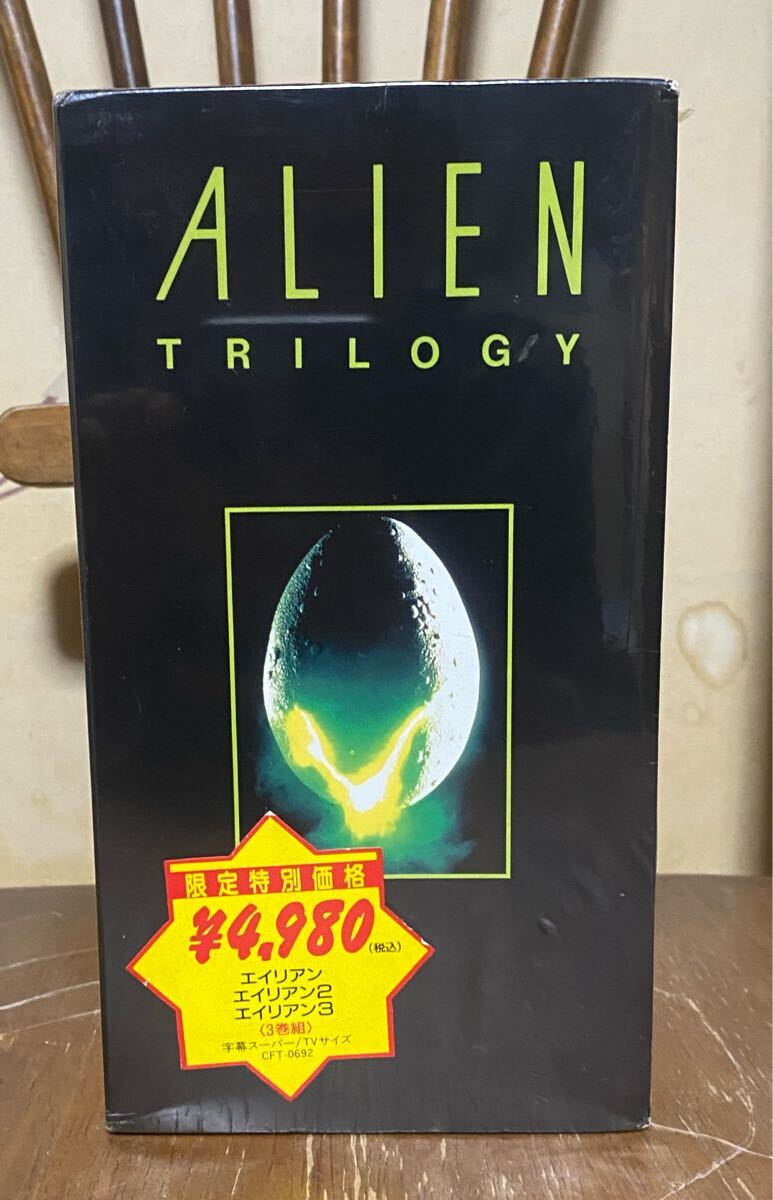 ALIEN
TRILOGY
限定特別価格
¥4,980(税込)
エイリアン
エイリアン2
エイリアン3
〈3巻組〉
字幕スーパー/TVサイズ
CFT-0692